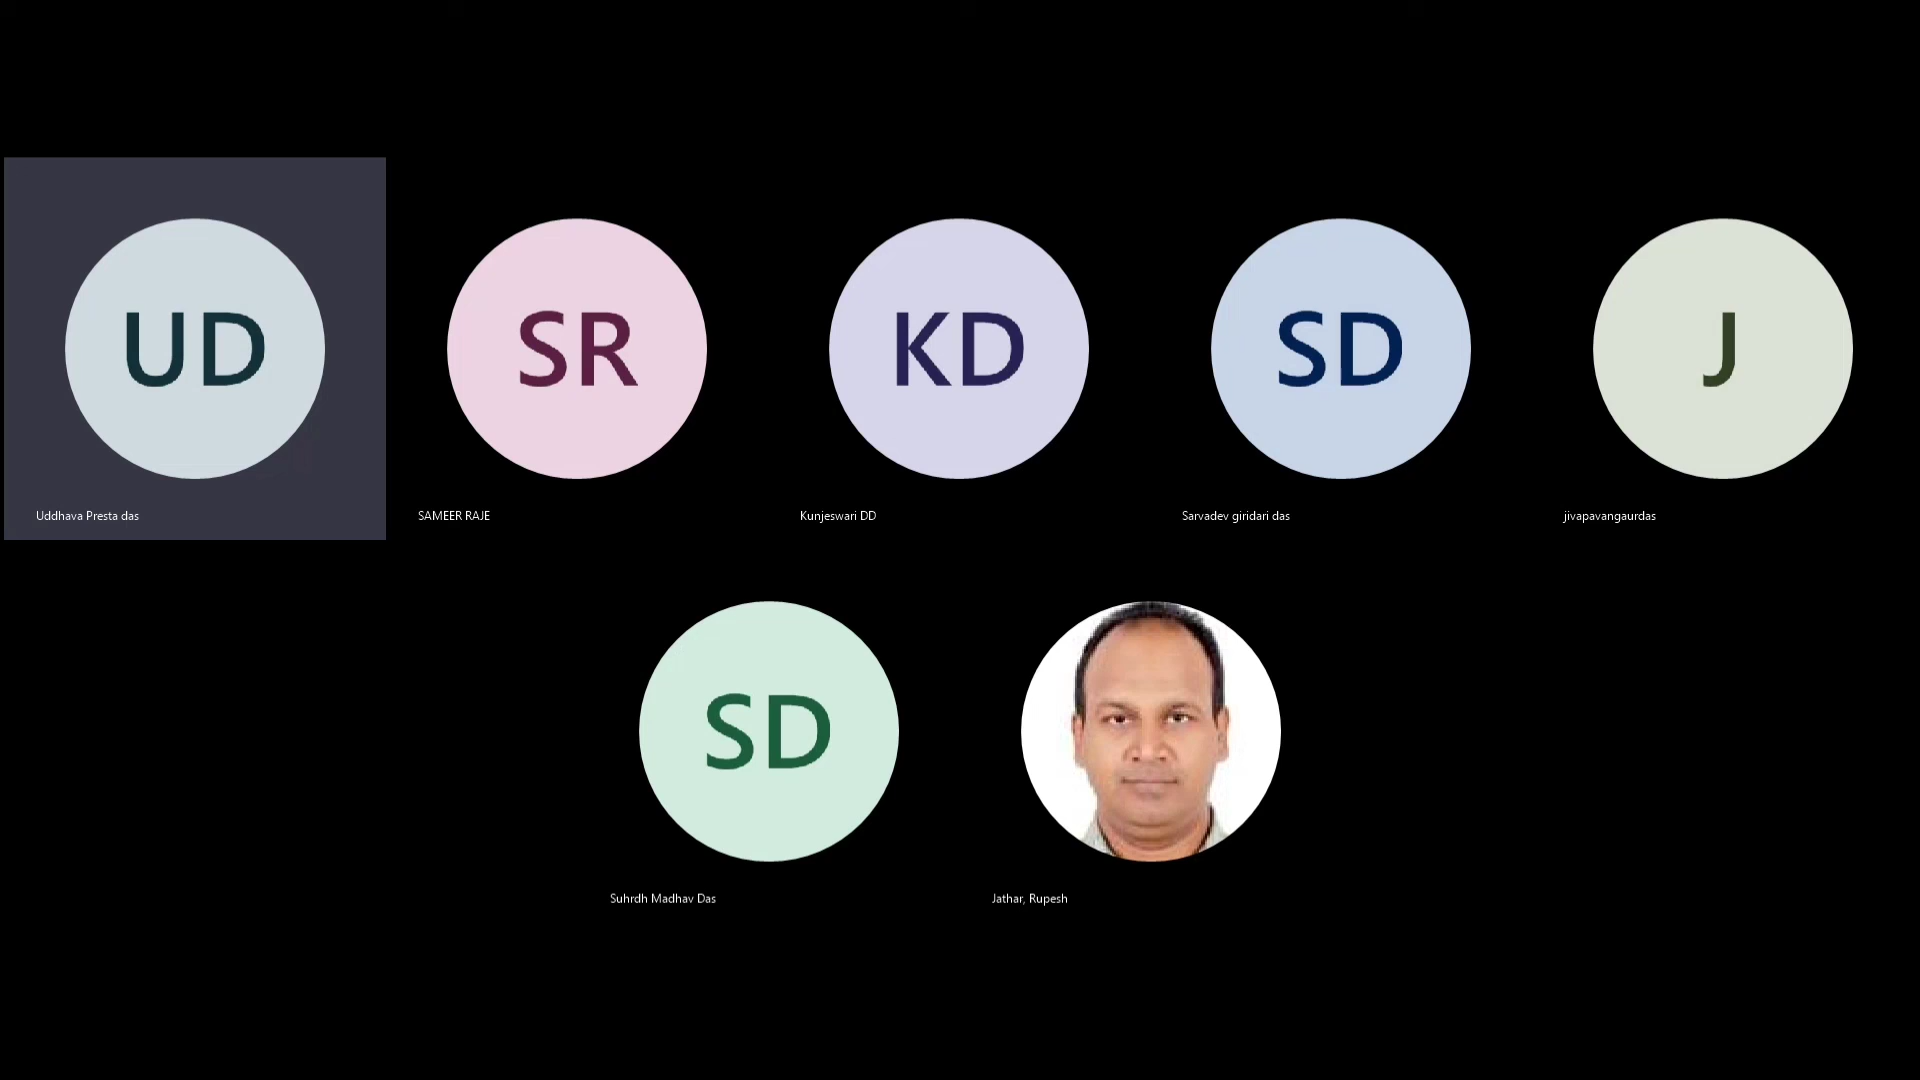 UD
SR
KD
SD
J
Uddhava Presta das
SAMEER RAJE
Kunjeswari DD
Sarvadev giridari das
jivapavangaurdas
SD
Suhrdh Madhav Das
Jathar, Rupesh